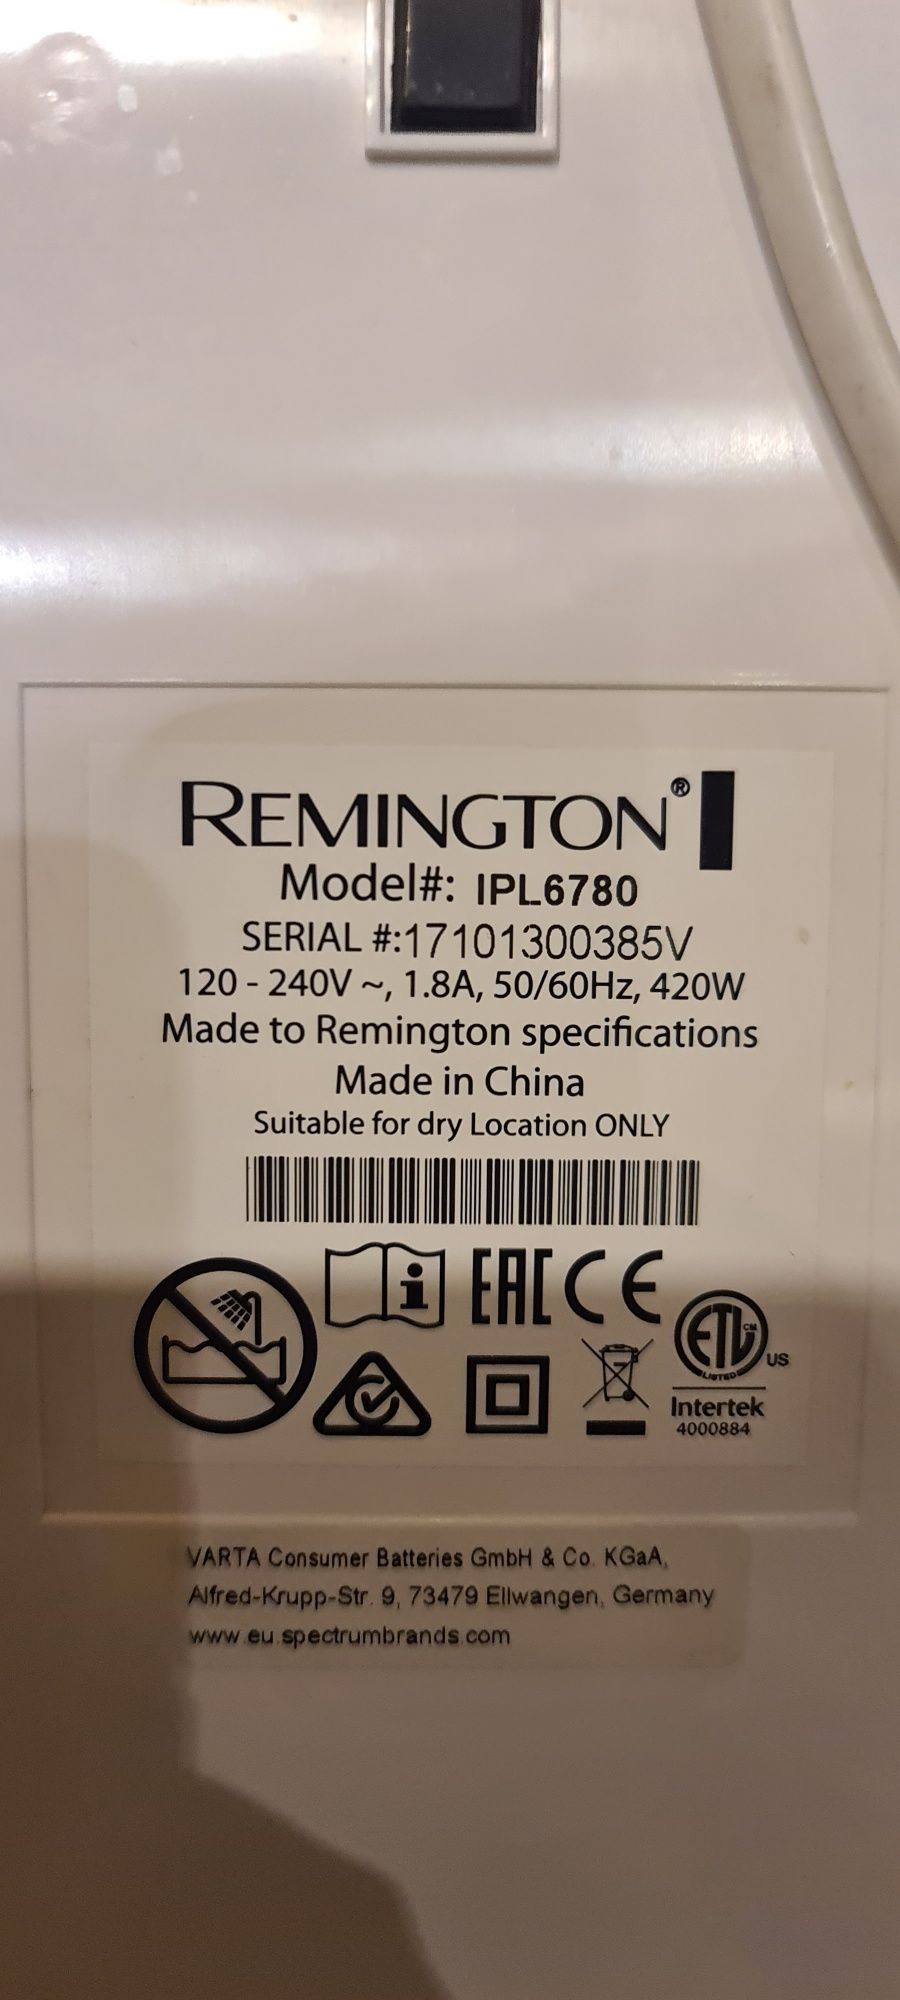 REMINGTON®
Model#: IPL6780
SERIAL #:17101300385V
120 - 240V ~, 1.8A, 50/60Hz, 420W
Made to Remington specifications
Made in China
Suitable for dry Location ONLY
i EAC CE
ETL CM LISTED US
Intertek
4000884
VARTA Consumer Batteries GmbH & Co. KGaA,
Alfred-Krupp-Str. 9, 73479 Ellwangen, Germany
www.eu.spectrumbrands.com